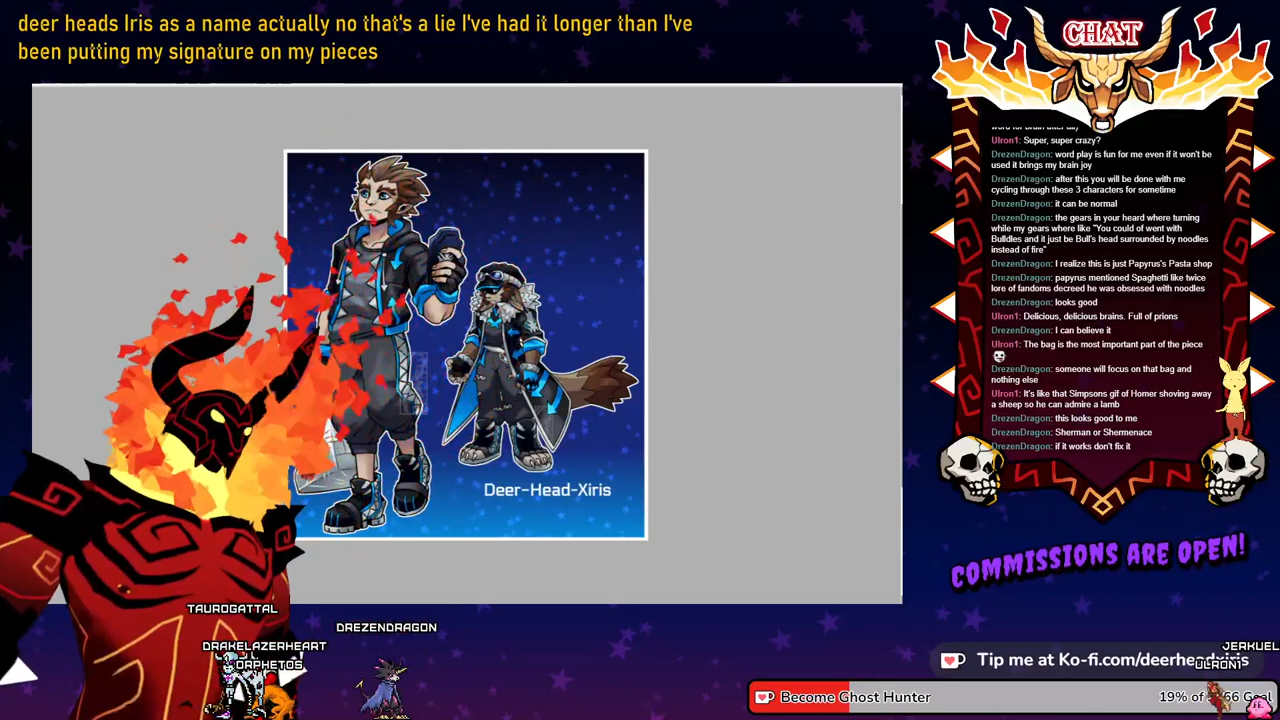 deer heads Iris as a name actually no that's a lie I've had it longer than I've
been putting my signature on my pieces
CHAT
Ulron1: Super, super crazy?
DrezenDragon: word play is fun for me even if it won't be
used it brings my brain joy
DrezenDragon: after this you will be done with me
cycling through these 3 characters for sometime
DrezenDragon: it can be normal
DrezenDragon: the gears in your heard where turning
while my gears where like "You could of went with
Bulldles and it just be Bull's head surrounded by noodles
instead of fire"
DrezenDragon: I realize this is just Papyrus's Pasta shop
DrezenDragon: papyrus mentioned Spaghetti like twice
lore of fandoms decreed he was obsessed with noodles
DrezenDragon: looks good
Ulron1: Delicious, delicious brains. Full of prions
DrezenDragon: I can believe it
Ulron1: The bag is the most important part of the piece
DrezenDragon: someone will focus on that bag and
nothing else
Ulron1: It's like that Simpsons gif of Homer shoving away
a sheep so he can admire a lamb
DrezenDragon: this looks good to me
DrezenDragon: Sherman or Shermenace
DrezenDragon: if it works don't fix it
Deer-Head-Xiris
COMMISSIONS ARE OPEN!
TAUROGATTAL
DREZENDRAGON
DRAKELAZERHEART
ORPHETOS
JERKUEL
ULRON1
Tip me at Ko-fi.com/deerheadxiris
Become Ghost Hunter
19% of
Goal